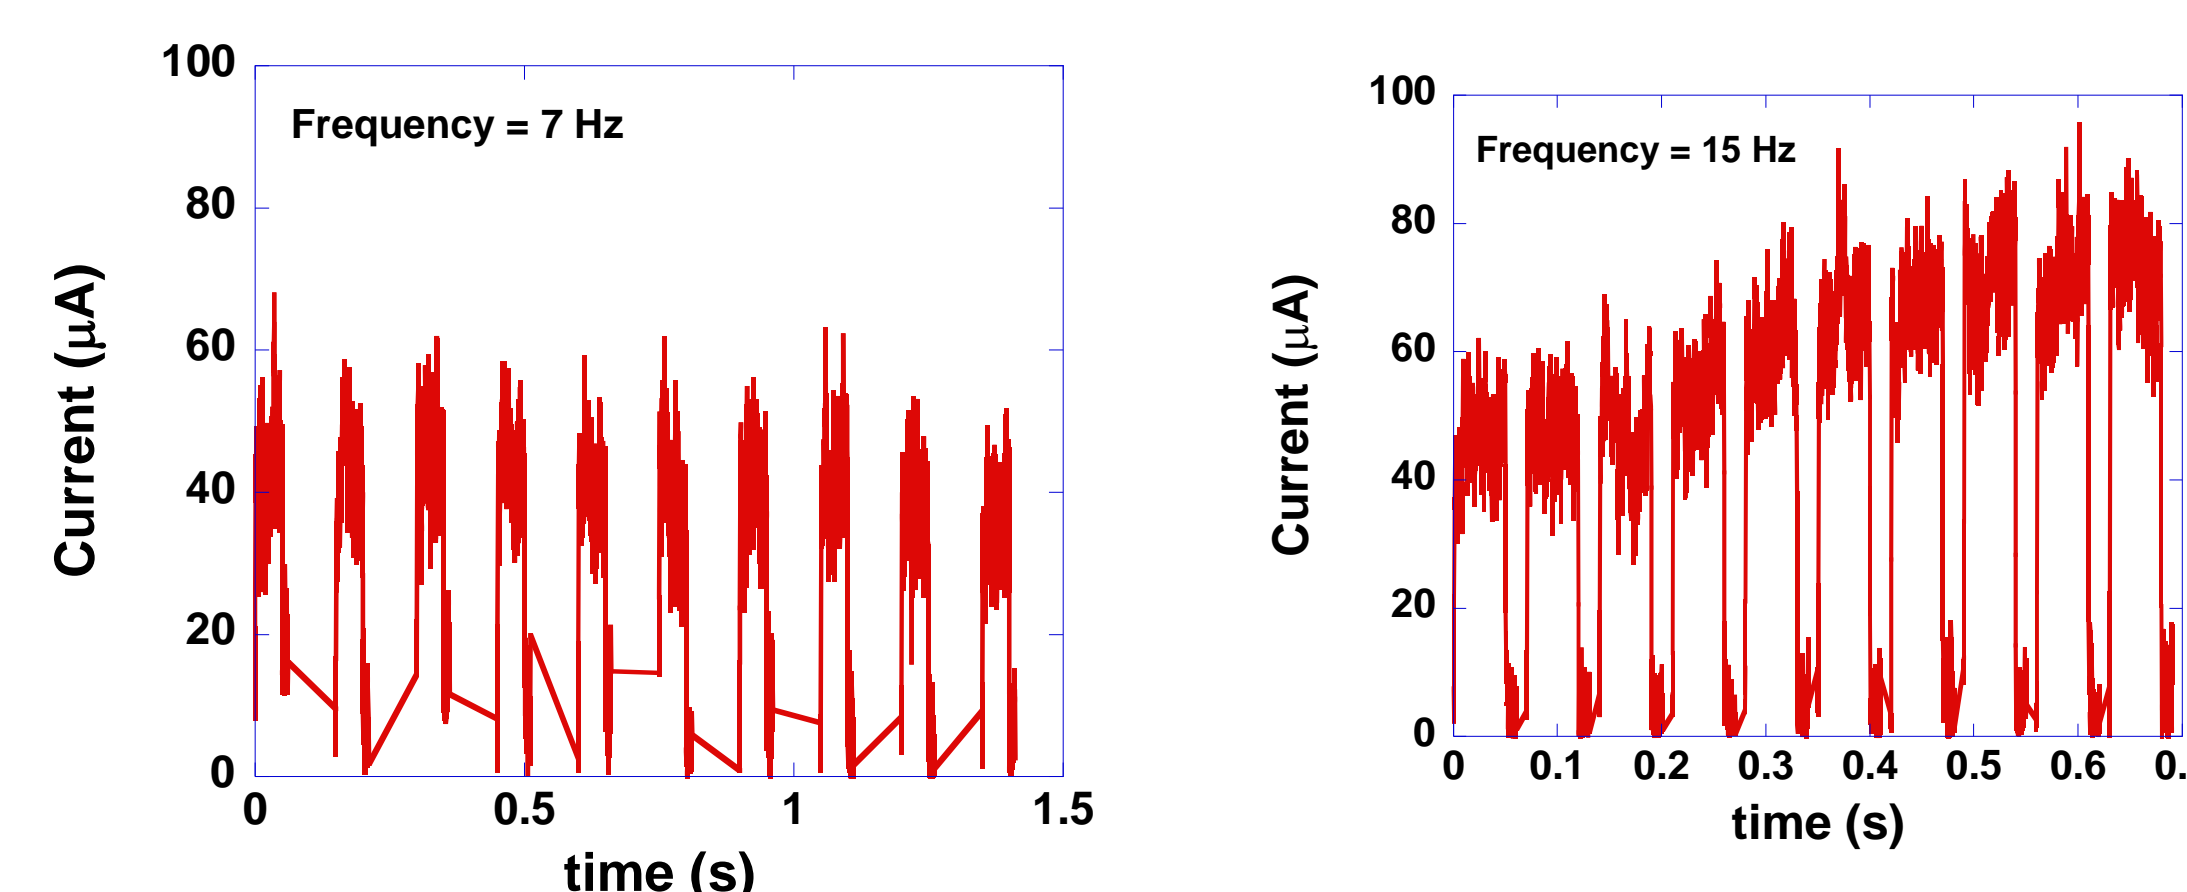 100
Frequency = 7 Hz
80
60
40
20
0
Current (μA)
0 0.5 1 1.5
time (s)
100
Frequency = 15 Hz
80
60
40
20
0
Current (μA)
0 0.1 0.2 0.3 0.4 0.5 0.6 0.
time (s)